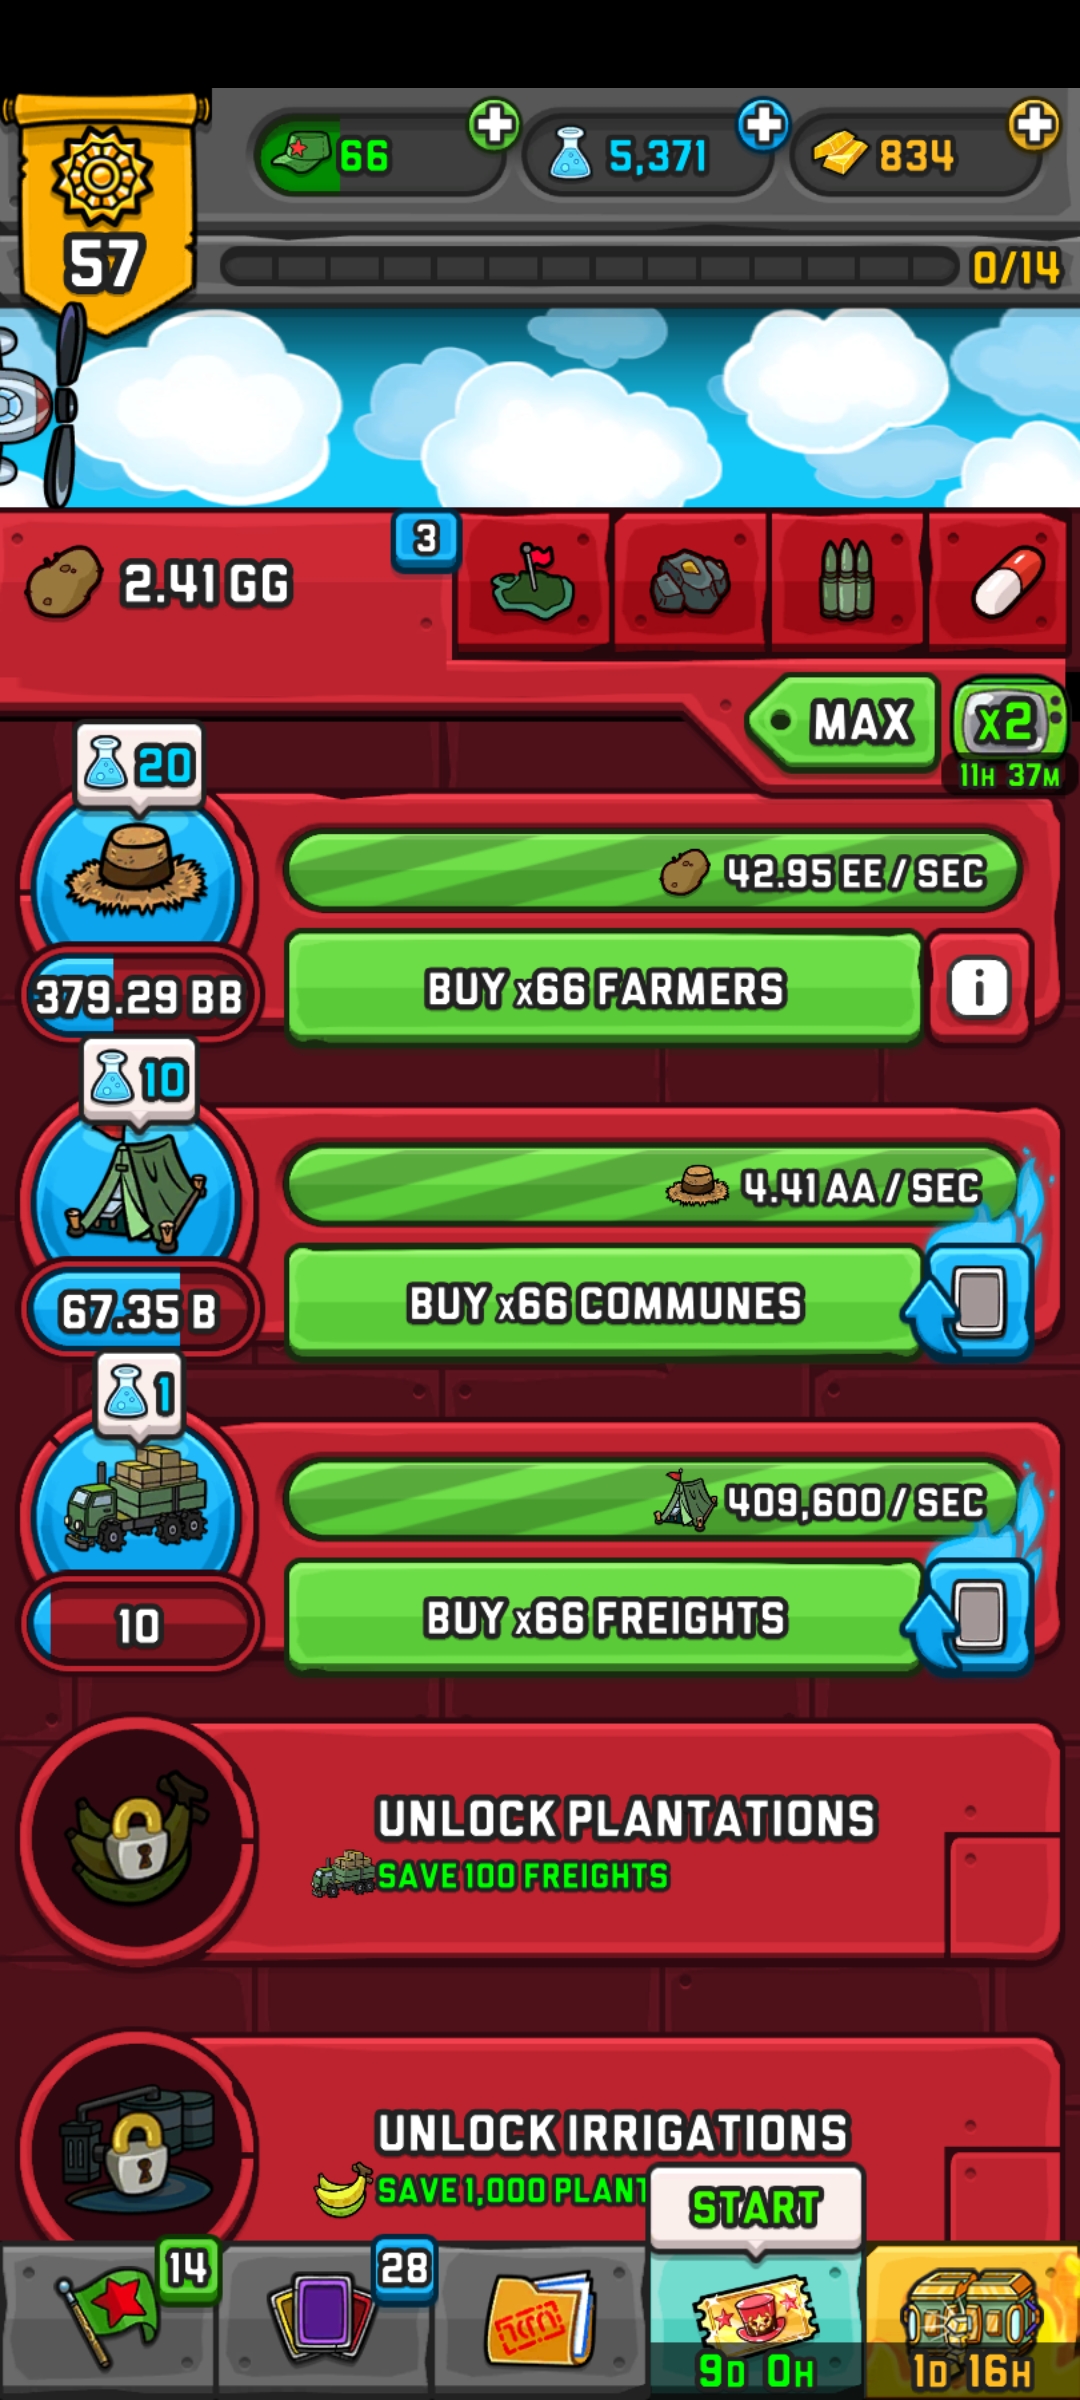 66
5,371
834
57
0/14
2.41 GG
3
MAX
x2
11H 37M
20
42.95 EE / SEC
379.29 BB
BUY x66 FARMERS
i
10
4.41 AA / SEC
67.35 B
BUY x66 COMMUNES
1
409,600 / SEC
10
BUY x66 FREIGHTS
UNLOCK PLANTATIONS
SAVE 100 FREIGHTS
UNLOCK IRRIGATIONS
SAVE 1,000 PLANT
START
14
28
9D 0H
1D 16H